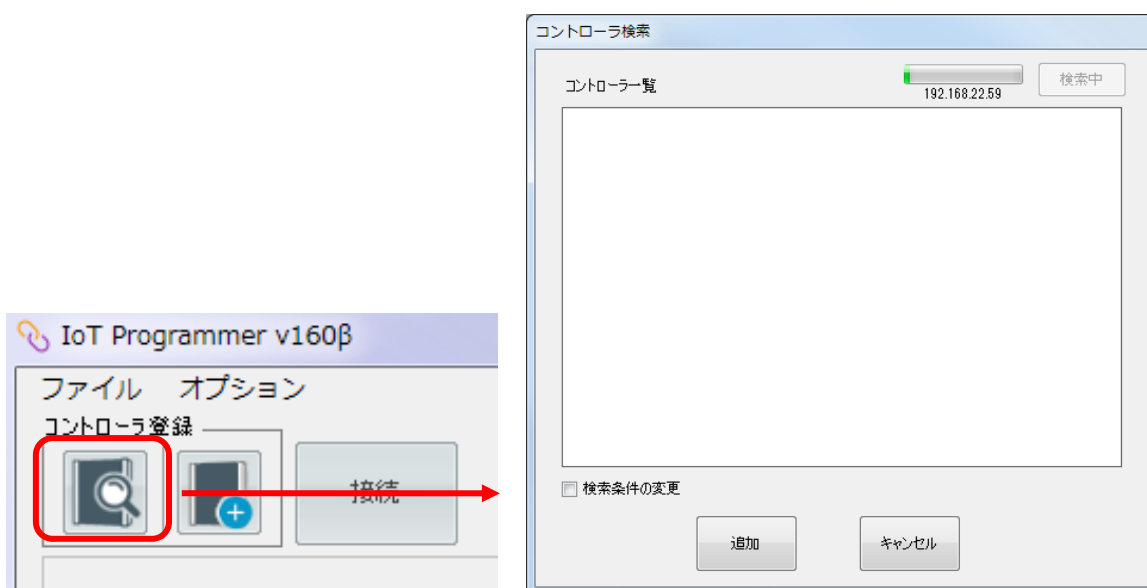 コントローラ検索
コントローラ一覧
検索中
192.168.22.59
検索条件の変更
追加
キャンセル
IoT Programmer v160β
ファイル オプション
コントローラ登録
接続